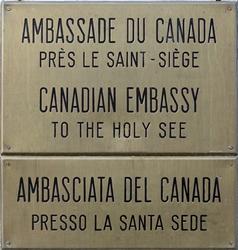 AMBASSADE DU CANADA
PRÈS LE SAINT-SIÈGE
CANADIAN EMBASSY
TO THE HOLY SEE
AMBASCIATA DEL CANADA
PRESSO LA SANTA SEDE